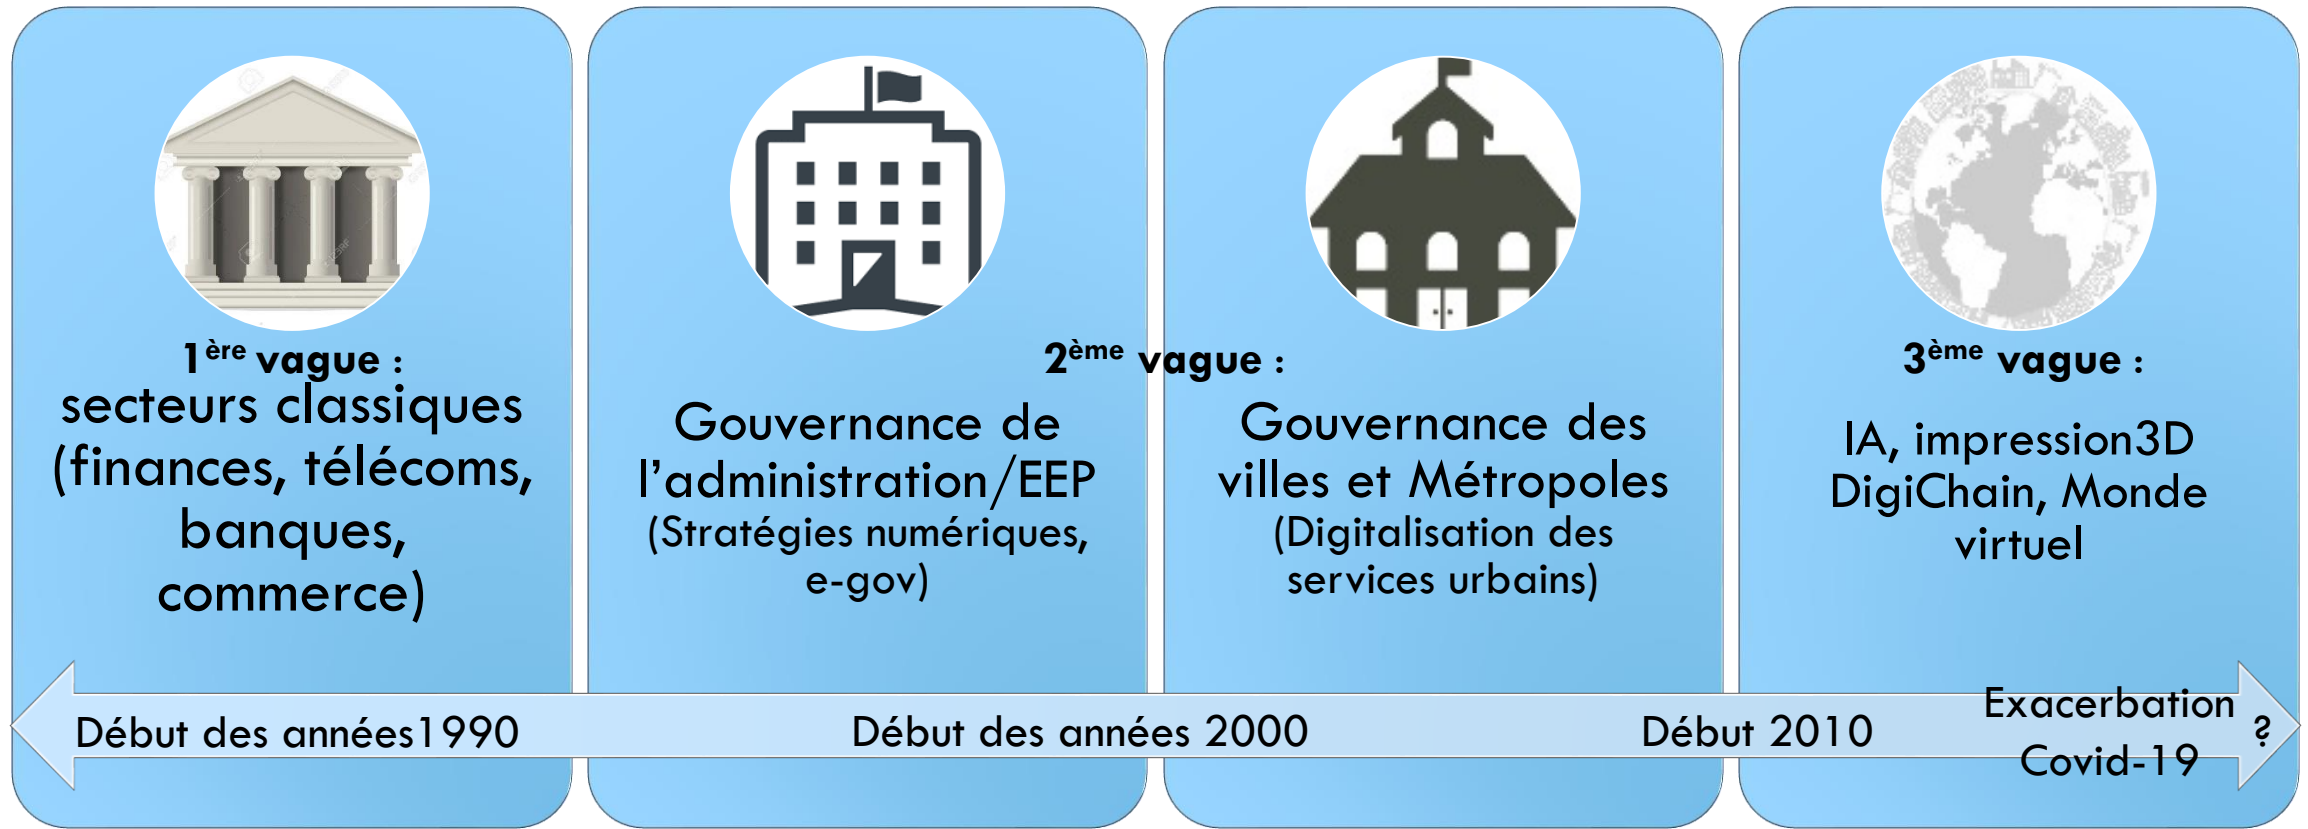 1ère vague :
secteurs classiques
(finances, télécoms,
banques,
commerce)
2ème vague :
Gouvernance de
l’administration/EEP
(Stratégies numériques,
e-gov)
Gouvernance des
villes et Métropoles
(Digitalisation des
services urbains)
3ème vague :
IA, impression3D
DigiChain, Monde
virtuel
Début des années1990
Début des années 2000
Début 2010
Exacerbation
Covid-19
?